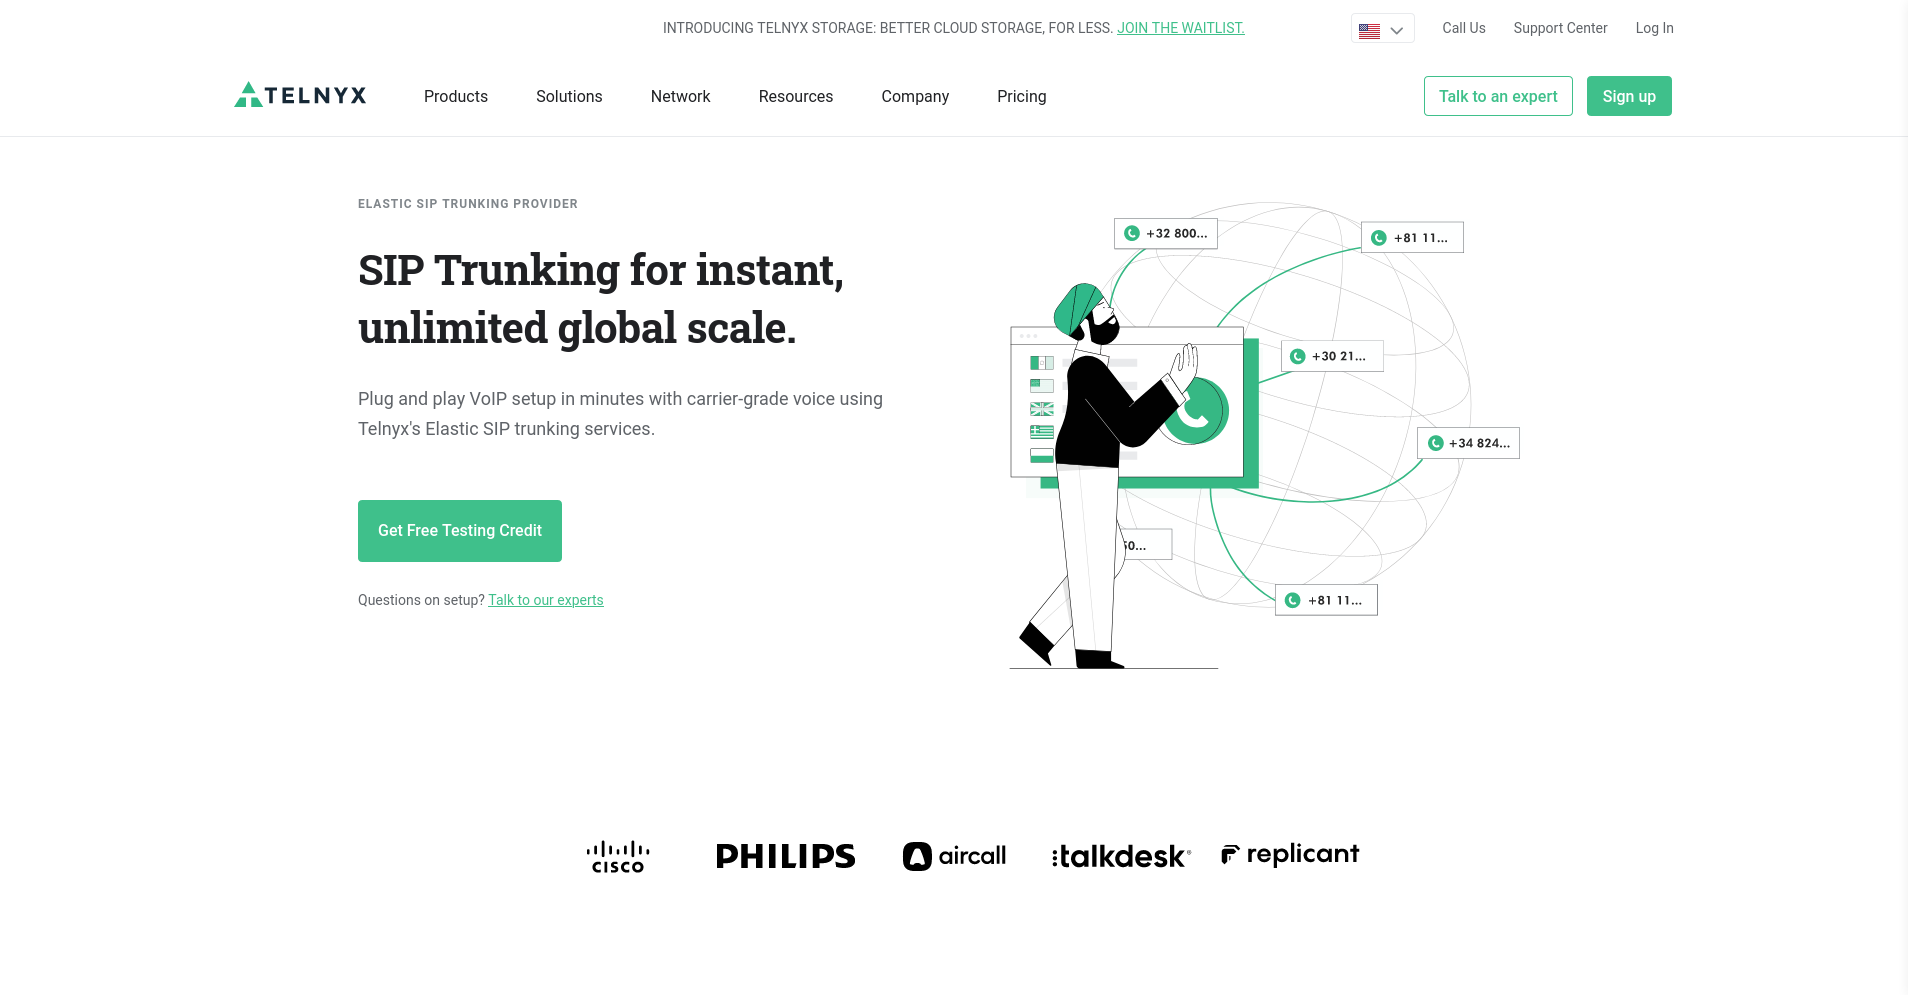 INTRODUCING TELNYX STORAGE: BETTER CLOUD STORAGE, FOR LESS. JOIN THE WAITLIST.
Call Us
Support Center
Log In
TELNYX
Products
Solutions
Network
Resources
Company
Pricing
Talk to an expert
Sign up
ELASTIC SIP TRUNKING PROVIDER
SIP Trunking for instant,
unlimited global scale.
Plug and play VoIP setup in minutes with carrier-grade voice using
Telnyx's Elastic SIP trunking services.
Get Free Testing Credit
Questions on setup? Talk to our experts
+32 800...
+81 11...
+30 21...
+34 824...
50...
+81 11...
CISCO
PHILIPS
aircall
:talkdesk®
replicant